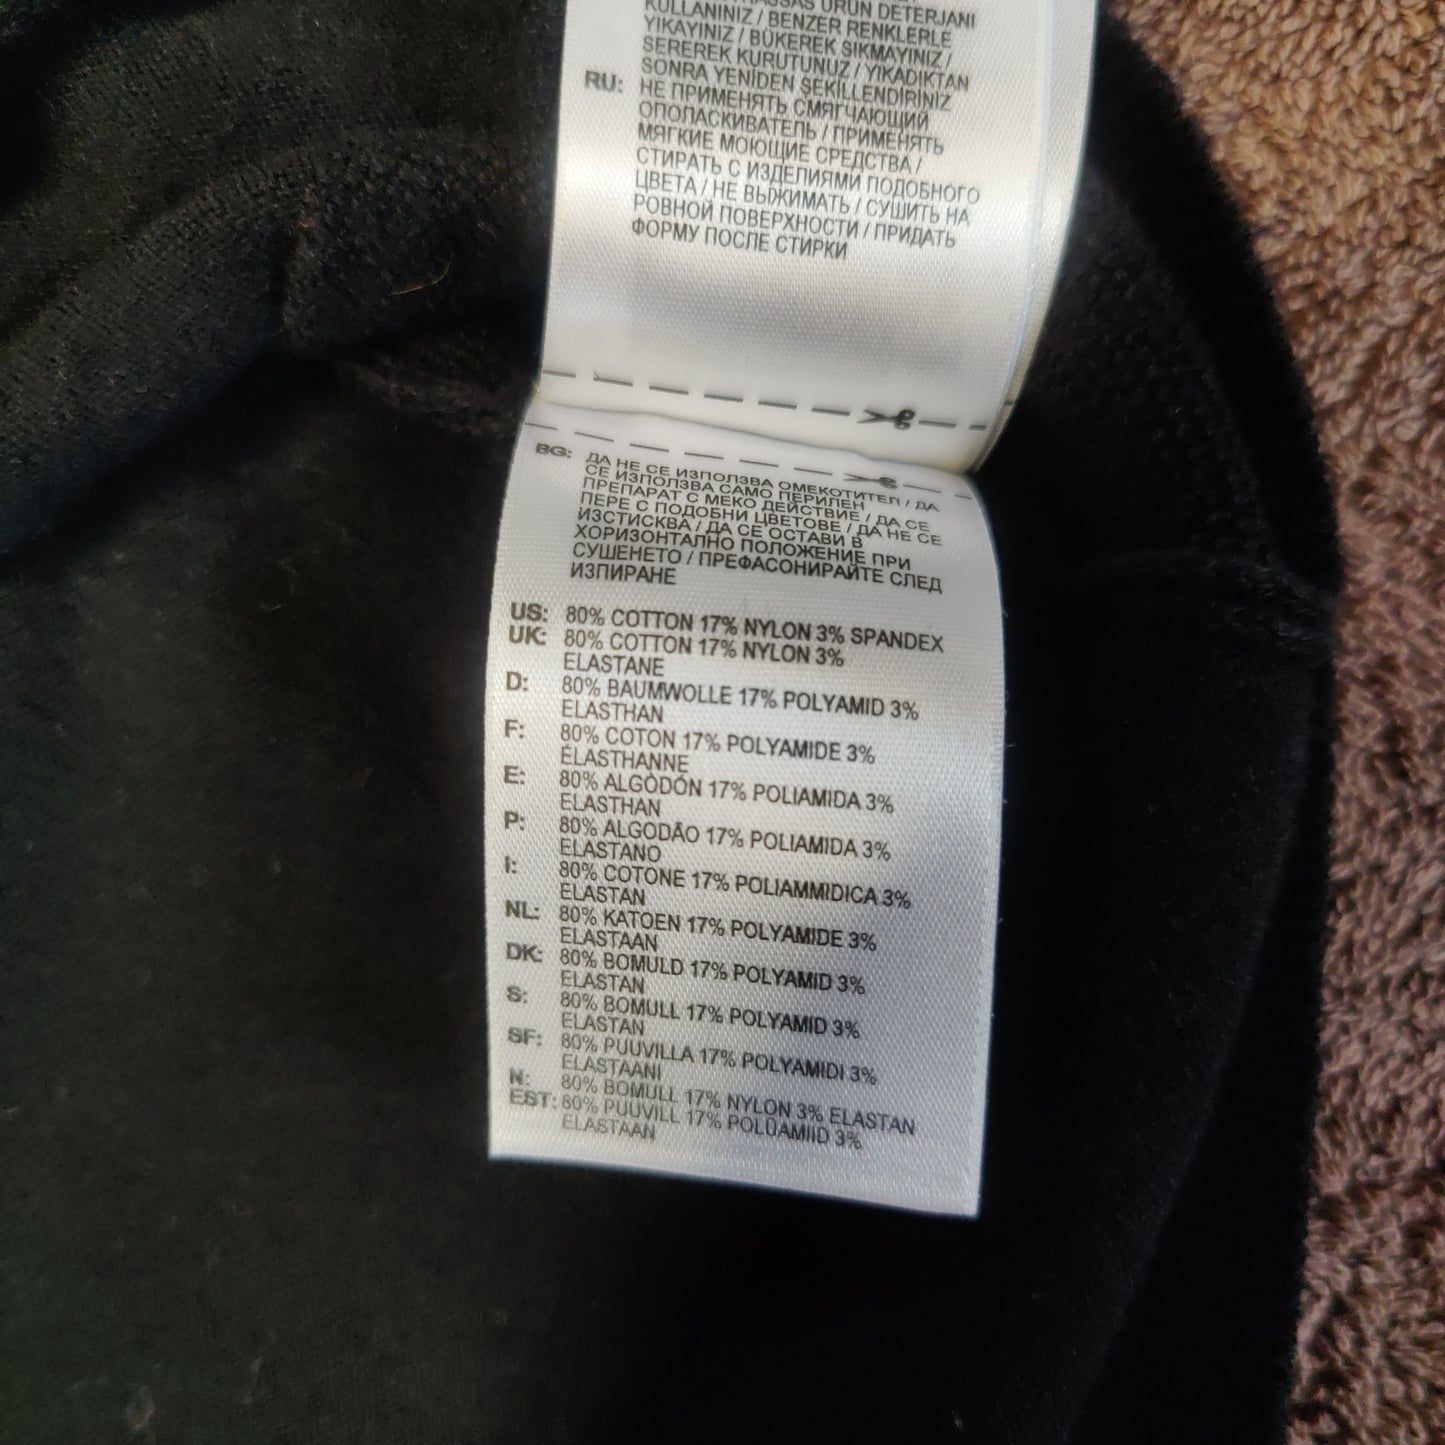 HASSAS ÜRÜN DETERJANI
KULLANINIZ / BENZER RENKLERLE
YIKAYINIZ / BÜKEREK SIKMAYINIZ /
SEREREK KURUTUNUZ / YIKADIKTAN
SONRA YENİDEN ŞEKİLLENDİRİNİZ
RU: НЕ ПРИМЕНЯТЬ СМЯГЧАЮЩИЙ
ОПОЛАСКИВАТЕЛЬ / ПРИМЕНЯТЬ
МЯГКИЕ МОЮЩИЕ СРЕДСТВА /
СТИРАТЬ С ИЗДЕЛИЯМИ ПОДОБНОГО
ЦВЕТА / НЕ ВЫЖИМАТЬ / СУШИТЬ НА
РОВНОЙ ПОВЕРХНОСТИ / ПРИДАТЬ
ФОРМУ ПОСЛЕ СТИРКИ
BG: ДА НЕ СЕ ИЗПОЛЗВА ОМЕКОТИТЕЛ / ДА
СЕ ИЗПОЛЗВА САМО ПЕРИЛЕН
ПРЕПАРАТ С МЕКО ДЕЙСТВИЕ / ДА СЕ
ПЕРЕ С ПОДОБНИ ЦВЕТОВЕ / ДА НЕ СЕ
ИЗСТИСКВА / ДА СЕ ОСТАВИ В
ХОРИЗОНТАЛНО ПОЛОЖЕНИЕ ПРИ
СУШЕНЕТО / ПРЕФАСОНИРАЙТЕ СЛЕД
ИЗПИРАНЕ
US: 80% COTTON 17% NYLON 3% SPANDEX
UK: 80% COTTON 17% NYLON 3%
ELASTANE
D: 80% BAUMWOLLE 17% POLYAMID 3%
ELASTHAN
F: 80% COTON 17% POLYAMIDE 3%
ÉLASTHANNE
E: 80% ALGODÓN 17% POLIAMIDA 3%
ELASTHAN
P: 80% ALGODÃO 17% POLIAMIDA 3%
ELASTANO
I: 80% COTONE 17% POLIAMMIDICA 3%
ELASTAN
NL: 80% KATOEN 17% POLYAMIDE 3%
ELASTAAN
DK: 80% BOMULD 17% POLYAMID 3%
ELASTAN
S: 80% BOMULL 17% POLYAMID 3%
ELASTAN
SF: 80% PUUVILLA 17% POLYAMIDI 3%
ELASTAANI
N: 80% BOMULL 17% NYLON 3% ELASTAN
EST: 80% PUUVILL 17% POLÜAMIID 3%
ELASTAAN